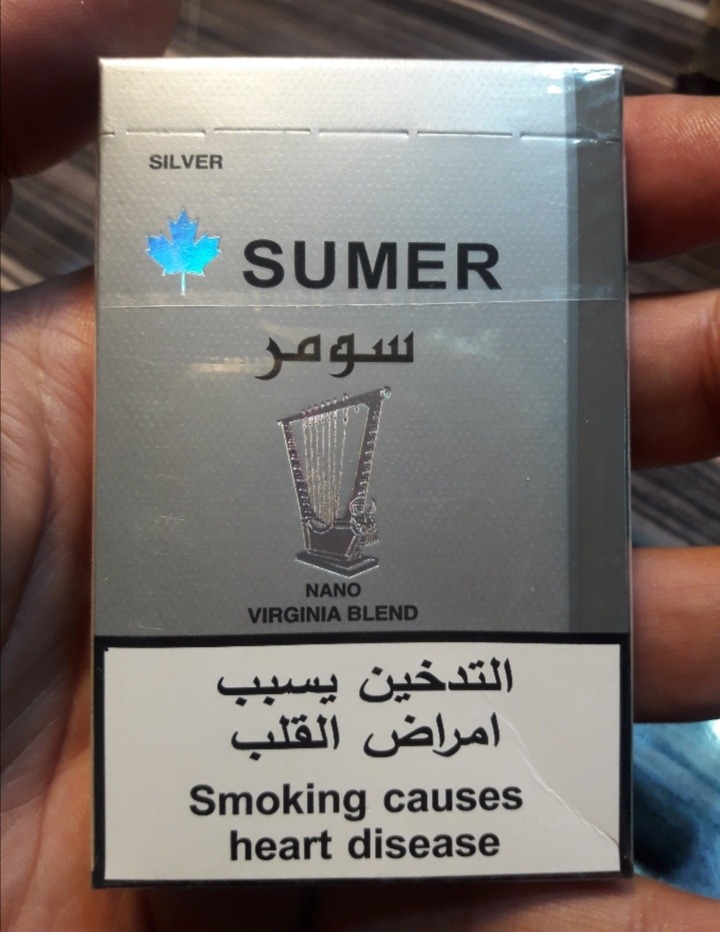 SILVER
SUMER
سومر
NANO
VIRGINIA BLEND
التدخين يسبب
امراض القلب
Smoking causes
heart disease